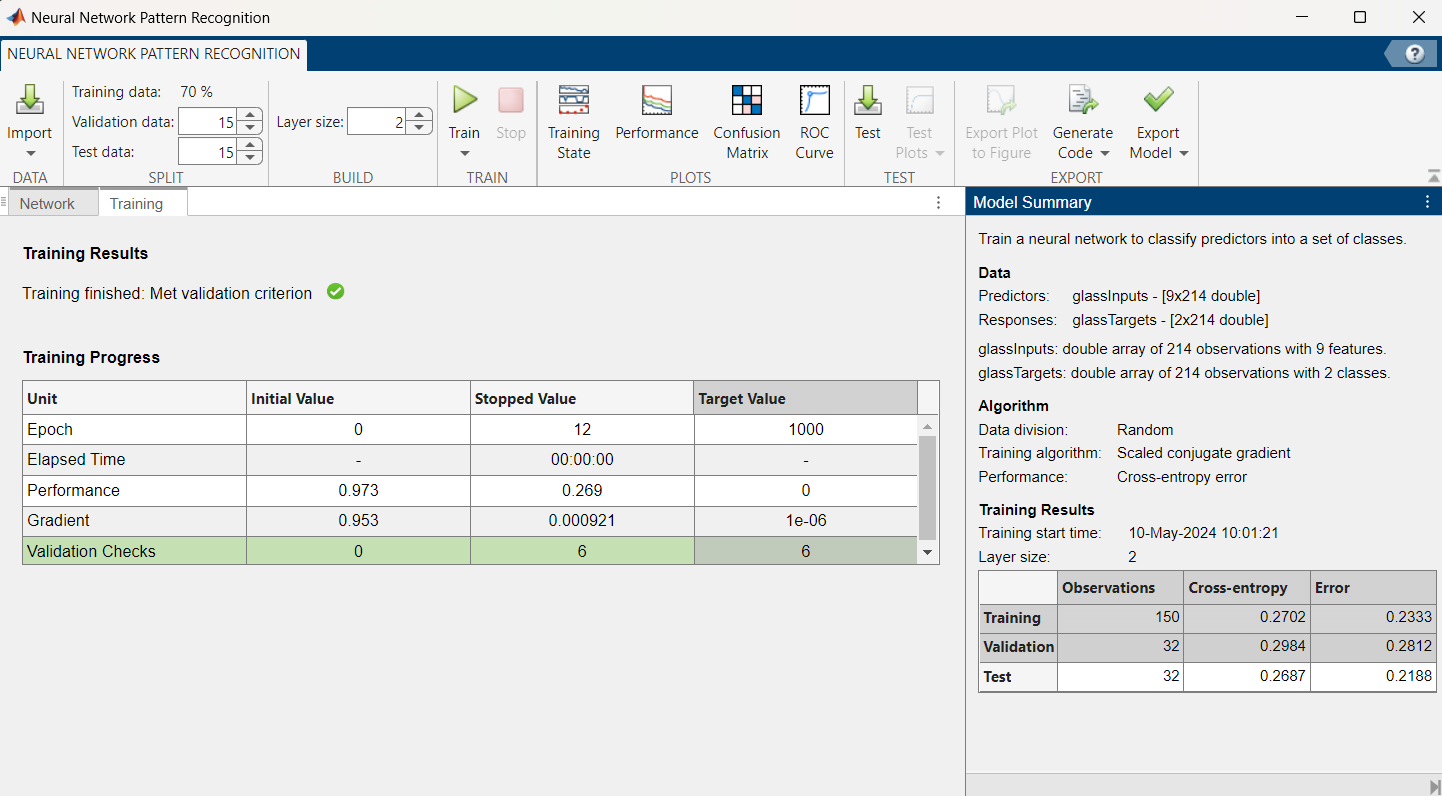 Neural Network Pattern Recognition
NEURAL NETWORK PATTERN RECOGNITION
?
Import
DATA
Training data: 70 %
Validation data: 15
Test data: 15
SPLIT
Layer size: 2
BUILD
Train
Stop
TRAIN
Training State
Performance
Confusion Matrix
ROC Curve
PLOTS
Test
Test Plots
TEST
Export Plot to Figure
Generate Code
Export Model
EXPORT
Network
Training
Training Results
Training finished: Met validation criterion
Training Progress
Unit Initial Value Stopped Value Target Value
Epoch 0 12 1000
Elapsed Time - 00:00:00 -
Performance 0.973 0.269 0
Gradient 0.953 0.000921 1e-06
Validation Checks 0 6 6
Model Summary
Train a neural network to classify predictors into a set of classes.
Data
Predictors: glassInputs - [9x214 double]
Responses: glassTargets - [2x214 double]
glassInputs: double array of 214 observations with 9 features.
glassTargets: double array of 214 observations with 2 classes.
Algorithm
Data division: Random
Training algorithm: Scaled conjugate gradient
Performance: Cross-entropy error
Training Results
Training start time: 10-May-2024 10:01:21
Layer size: 2
Observations Cross-entropy Error
Training 150 0.2702 0.2333
Validation 32 0.2984 0.2812
Test 32 0.2687 0.2188